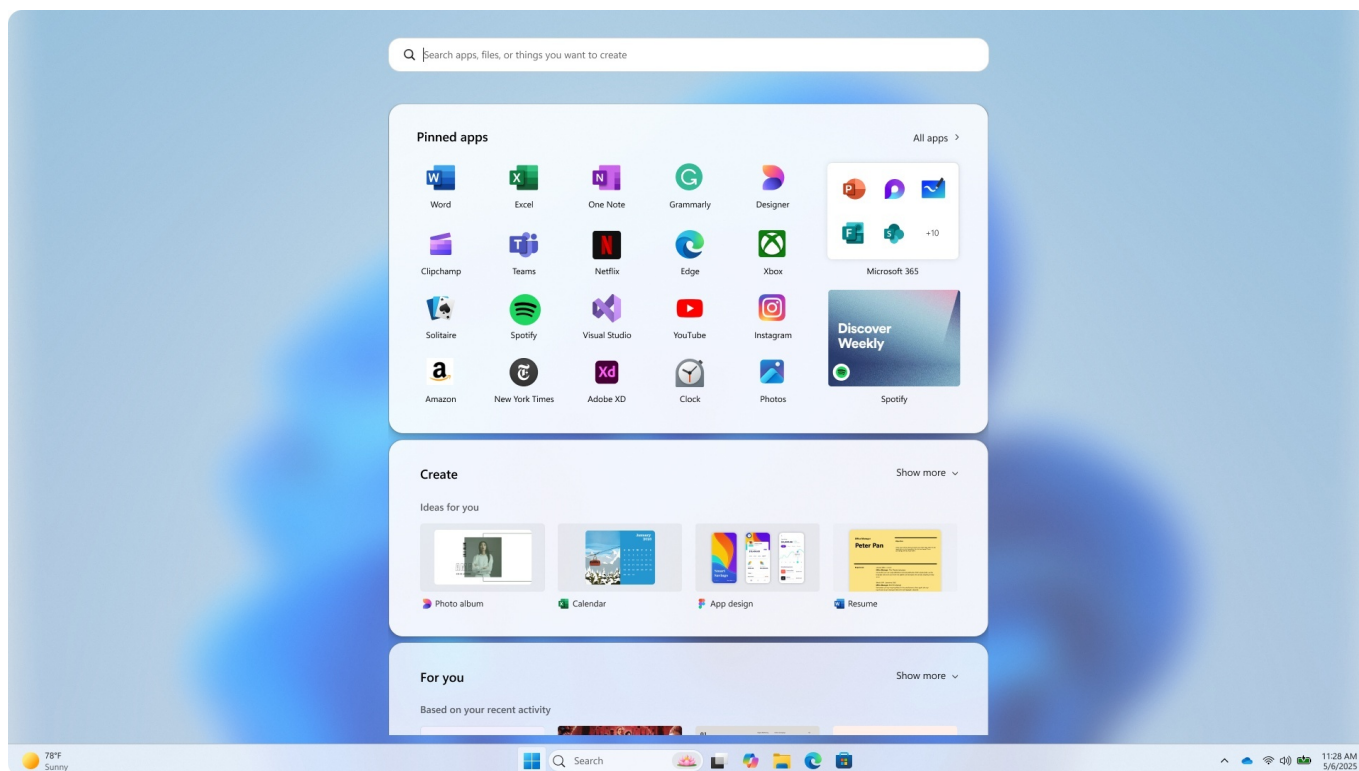 Search apps, files, or things you want to create
Pinned apps
All apps
Word
Excel
One Note
Grammarly
Designer
+10
Clipchamp
Teams
Netflix
Edge
Xbox
Microsoft 365
Solitaire
Spotify
Visual Studio
YouTube
Instagram
Discover
Weekly
Amazon
New York Times
Adobe XD
Clock
Photos
Spotify
Create
Show more
Ideas for you
January
Peter Pan
Photo album
Calendar
App design
Resume
For you
Show more
Based on your recent activity
78°F
Sunny
Search
11:28 AM
5/6/2025